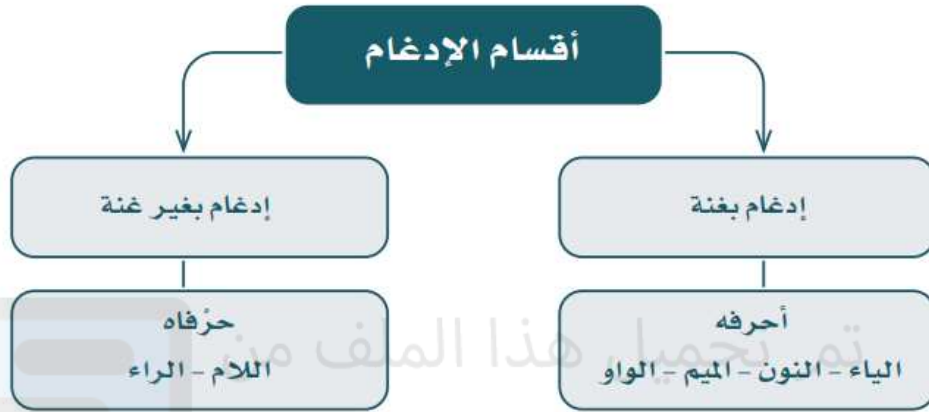 أقسام الإدغام
إدغام بغنة
إدغام بغير غنة
أحرفه
الياء - النون - الميم - الواو
حرْفاه
اللام - الراء
تم تحميل هذا الملف من